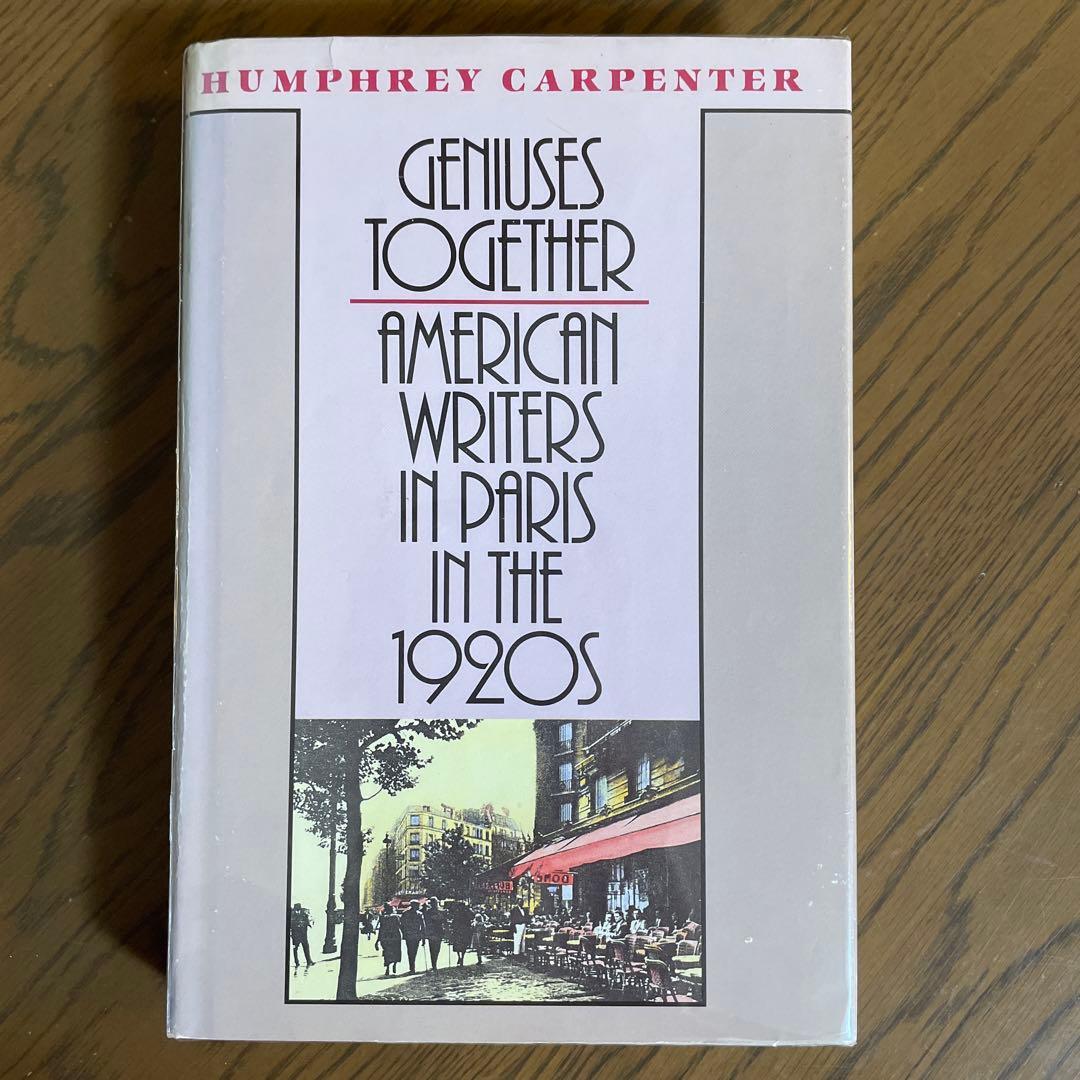 HUMPHREY CARPENTER
GENIUSES
TOGETHER
AMERICAN
WRITERS
IN PARIS
IN THE
1920S